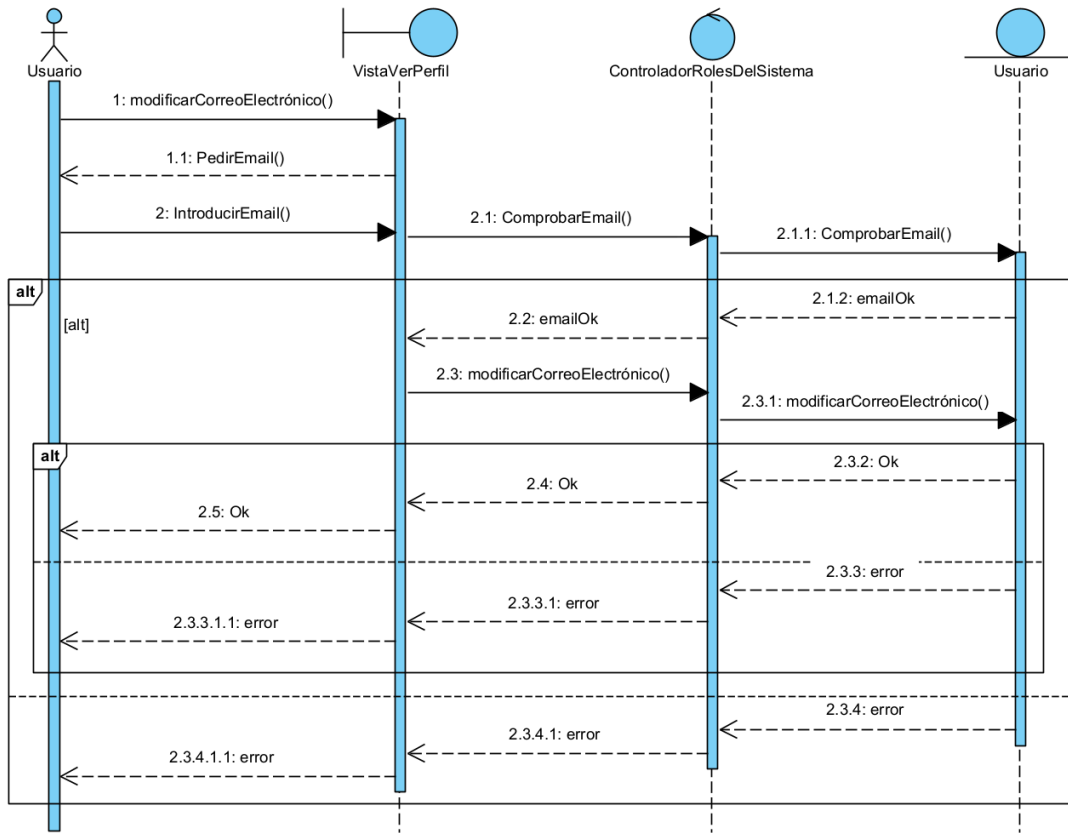 Usuario
VistaVerPerfil
ControladorRolesDelSistema
Usuario
1: modificarCorreoElectrónico()
1.1: PedirEmail()
2: IntroducirEmail()
2.1: ComprobarEmail()
2.1.1: ComprobarEmail()
alt
[alt]
2.1.2: emailOk
2.2: emailOk
2.3: modificarCorreoElectrónico()
2.3.1: modificarCorreoElectrónico()
alt
2.3.2: Ok
2.4: Ok
2.5: Ok
2.3.3: error
2.3.3.1: error
2.3.3.1.1: error
2.3.4: error
2.3.4.1: error
2.3.4.1.1: error